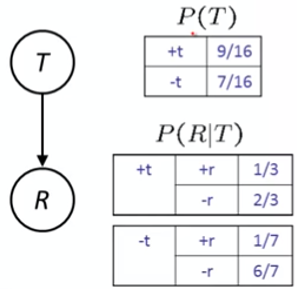 P(T)
T
+t 9/16
-t 7/16
P(R|T)
+t +r 1/3
-r 2/3
R
-t +r 1/7
-r 6/7